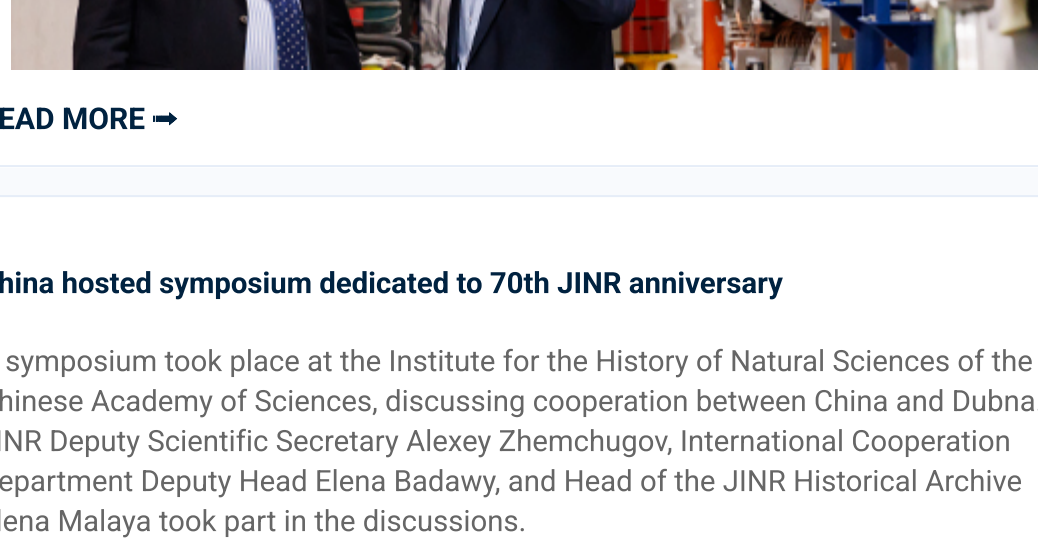 EAD MORE ➞
hina hosted symposium dedicated to 70th JINR anniversary
symposium took place at the Institute for the History of Natural Sciences of the
hinese Academy of Sciences, discussing cooperation between China and Dubna.
INR Deputy Scientific Secretary Alexey Zhemchugov, International Cooperation
epartment Deputy Head Elena Badawy, and Head of the JINR Historical Archive
lena Malaya took part in the discussions.